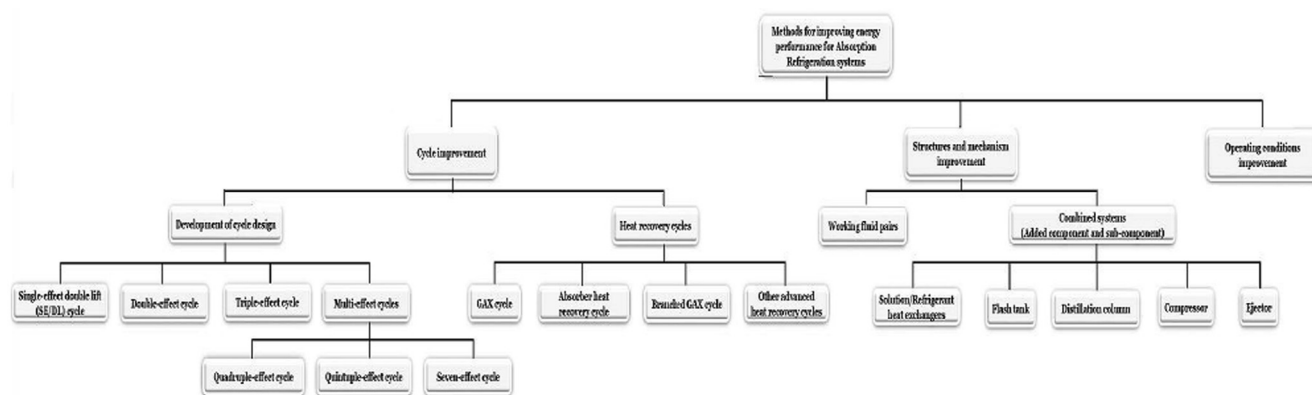 Methods for improving energy
performance for Absorption
Refrigeration systems
Cycle improvement
Structures and mechanism
improvement
Operating conditions
improvement
Development of cycle design
Heat recovery cycles
Working fluid pairs
Combined systems
(Added component and sub-component)
Single-effect double lift
(SE/DL) cycle
Double-effect cycle
Triple-effect cycle
Multi-effect cycles
GAX cycle
Absorber heat
recovery cycle
Branched GAX cycle
Other advanced
heat recovery cycles
Solution/Refrigerant
heat exchangers
Flash tank
Distillation column
Compressor
Ejector
Quadruple-effect cycle
Quintuple-effect cycle
Seven-effect cycle